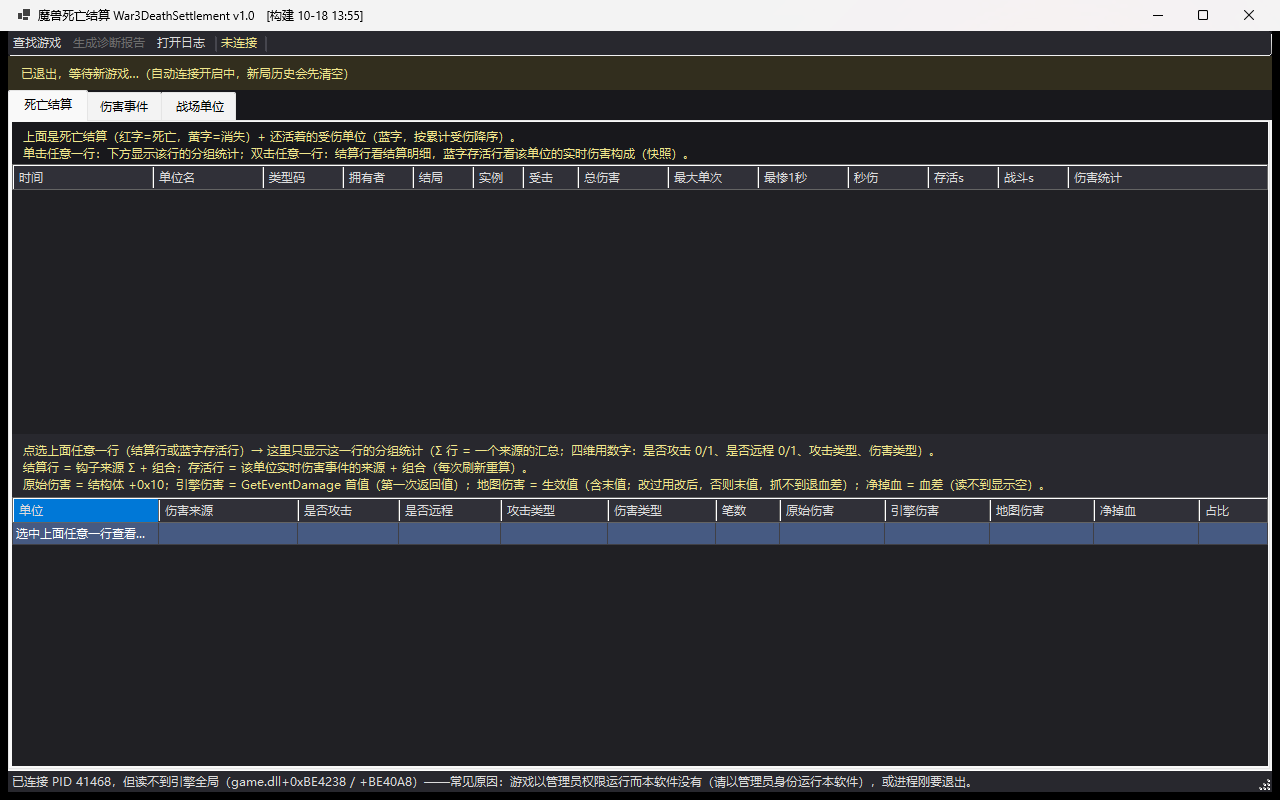 魔兽死亡结算 War3DeathSettlement v1.0 [构建 10-18 13:55]
查找游戏 生成诊断报告 打开日志 未连接
已退出，等待新游戏...（自动连接开启中，新局历史会先清空）
死亡结算 伤害事件 战场单位
上面是死亡结算（红字=死亡，黄字=消失）+ 还活着的受伤单位（蓝字，按累计受伤降序）。
单击任意一行：下方显示该行的分组统计；双击任意一行：结算行看结算明细，蓝字存活行看该单位的实时伤害构成（快照）。
时间 单位名 类型码 拥有者 结局 实例 受击 总伤害 最大单次 最惨1秒 秒伤 存活s 战斗s 伤害统计
点选上面任意一行（结算行或蓝字存活行）→ 这里只显示这一行的分组统计（Σ 行 = 一个来源的汇总；四维用数字：是否攻击 0/1、是否远程 0/1、攻击类型、伤害类型）。
结算行 = 钩子来源 Σ + 组合；存活行 = 该单位实时伤害事件的来源 + 组合（每次刷新重算）。
原始伤害 = 结构体 +0x10；引擎伤害 = GetEventDamage 首值（第一次返回值）；地图伤害 = 生效值（含末值；改过用改后，否则末值，抓不到退血差）；净掉血 = 血差（读不到显示空）。
单位 伤害来源 是否攻击 是否远程 攻击类型 伤害类型 笔数 原始伤害 引擎伤害 地图伤害 净掉血 占比
选中上面任意一行查看...
已连接 PID 41468，但读不到引擎全局（game.dll+0xBE4238 / +BE40A8）——常见原因：游戏以管理员权限运行而本软件没有（请以管理员身份运行本软件），或进程刚要退出。